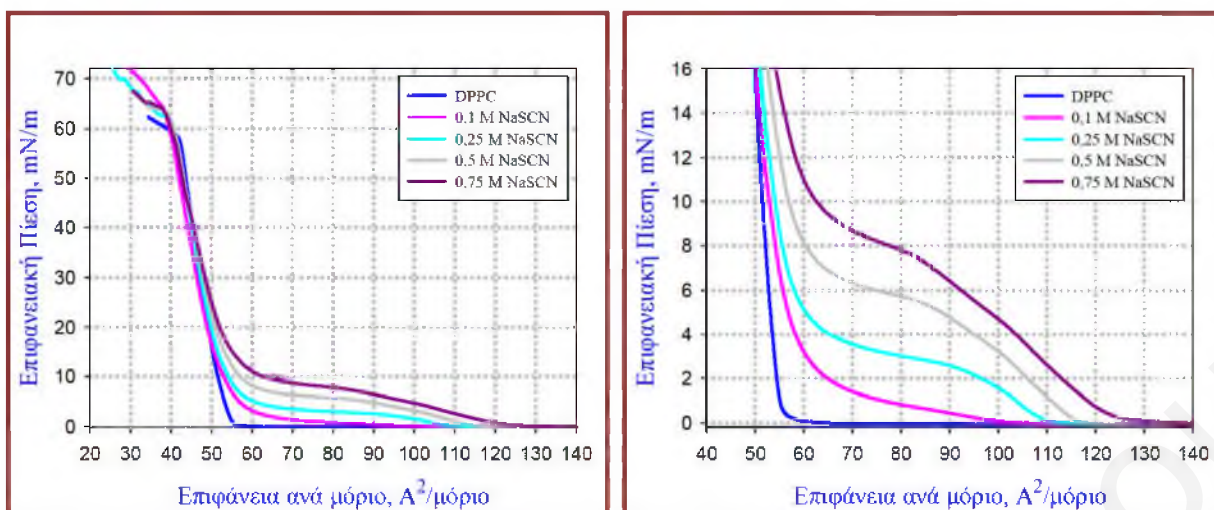 Επιφανειακή Πίεση, mN/m
70
60
50
40
30
20
10
0
DPPC
0.1 M NaSCN
0.25 M NaSCN
0.5 M NaSCN
0.75 M NaSCN
20 30 40 50 60 70 80 90 100 110 120 130 140
Επιφάνεια ανά μόριο, A²/μόριο
Επιφανειακή Πίεση, mN/m
16
14
12
10
8
6
4
2
0
DPPC
0,1 M NaSCN
0,25 M NaSCN
0,5 M NaSCN
0,75 M NaSCN
40 50 60 70 80 90 100 110 120 130 140
Επιφάνεια ανά μόριο, A²/μόριο